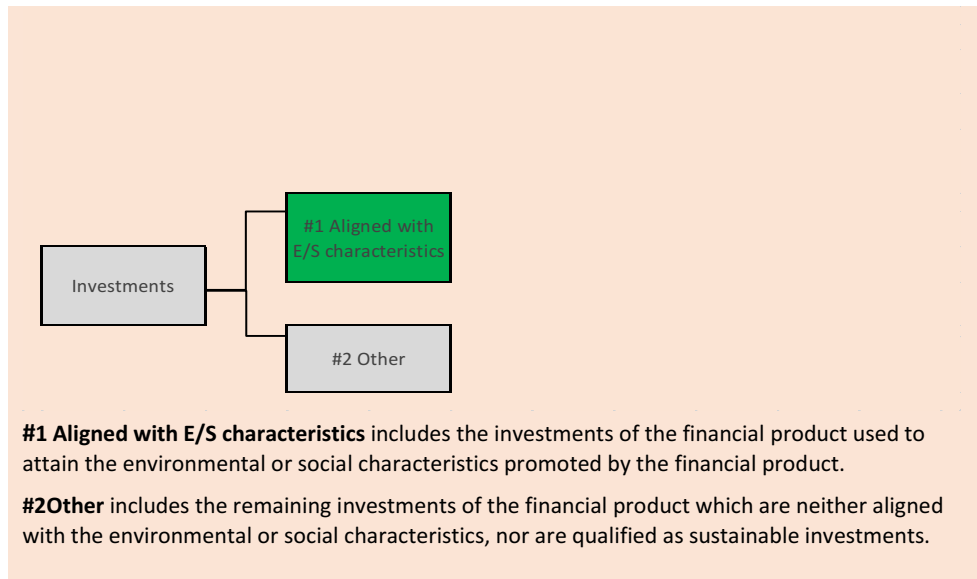 #1 Aligned with
E/S characteristics
Investments
#2 Other
#1 Aligned with E/S characteristics includes the investments of the financial product used to
attain the environmental or social characteristics promoted by the financial product.
#2Other includes the remaining investments of the financial product which are neither aligned
with the environmental or social characteristics, nor are qualified as sustainable investments.